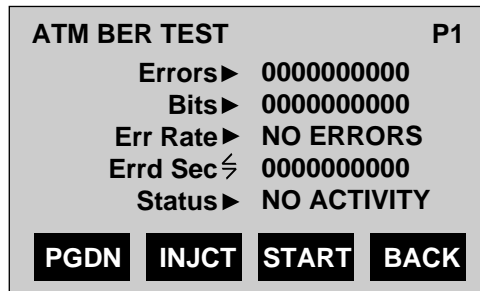 ATM BER TEST P1
Errors► 0000000000
Bits► 0000000000
Err Rate► NO ERRORS
Errd Sec 0000000000
Status► NO ACTIVITY
PGDN INJCT START BACK